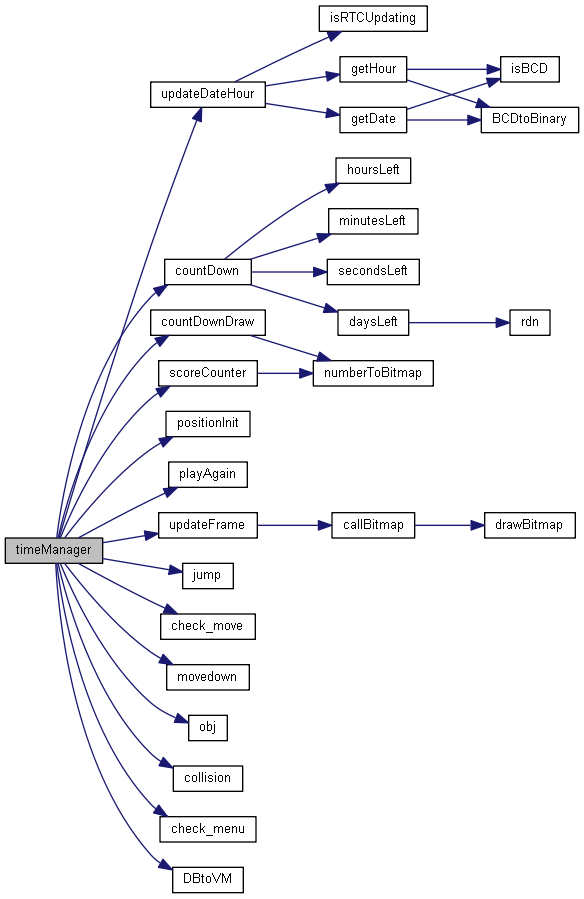 isRTCUpdating
getHour
isBCD
updateDateHour
getDate
BCDtoBinary
hoursLeft
minutesLeft
countDown
secondsLeft
countDownDraw
daysLeft
rdn
scoreCounter
numberToBitmap
positionInit
playAgain
updateFrame
callBitmap
drawBitmap
timeManager
jump
check_move
movedown
obj
collision
check_menu
DBtoVM